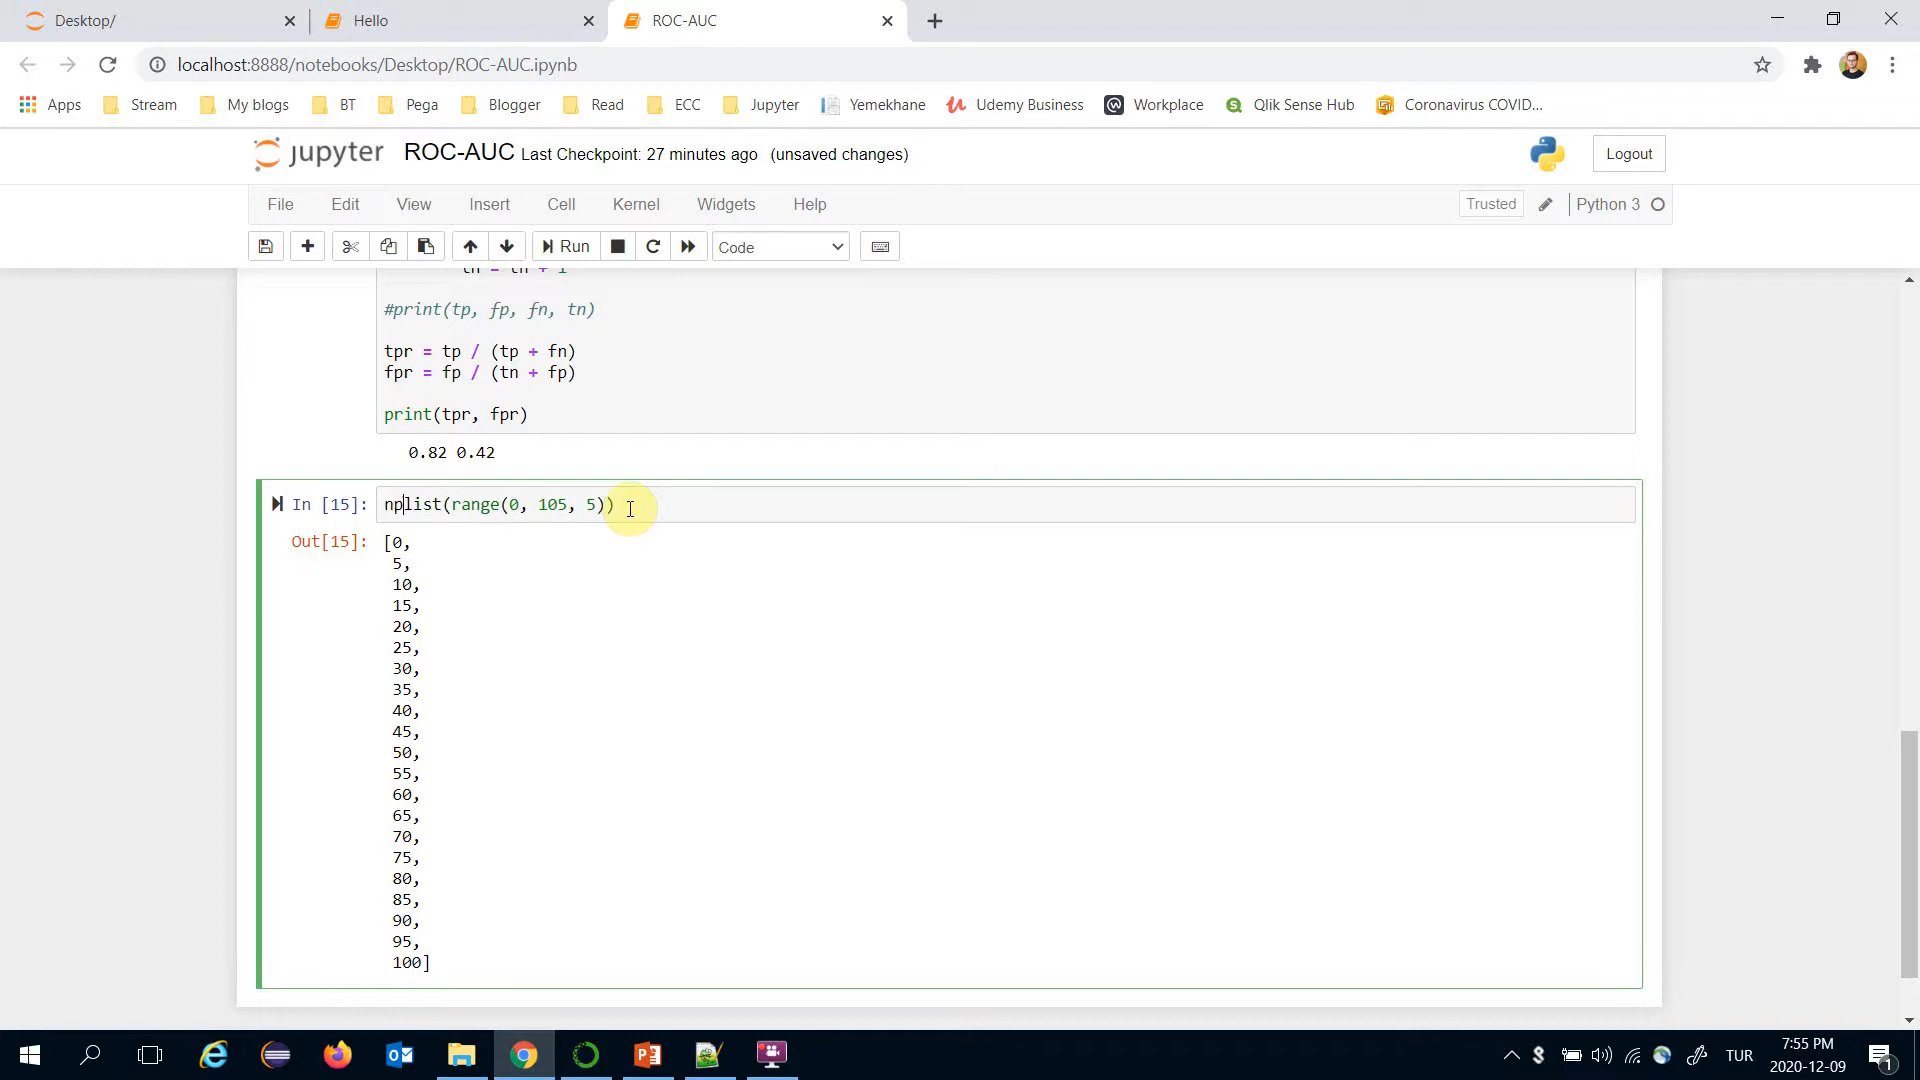 Desktop/
Hello
ROC-AUC
localhost:8888/notebooks/Desktop/ROC-AUC.ipynb
Apps Stream My blogs BT Pega Blogger Read ECC Jupyter Yemekhane Udemy Business Workplace Qlik Sense Hub Coronavirus COVID...
jupyter ROC-AUC Last Checkpoint: 27 minutes ago (unsaved changes) Logout
File Edit View Insert Cell Kernel Widgets Help Trusted Python 3
Run Code
tn = tn + 1
#print(tp, fp, fn, tn)
tpr = tp / (tp + fn)
fpr = fp / (tn + fp)
print(tpr, fpr)
0.82 0.42
In [15]: nplist(range(0, 105, 5))
Out[15]: [0,
5,
10,
15,
20,
25,
30,
35,
40,
45,
50,
55,
60,
65,
70,
75,
80,
85,
90,
95,
100]
TUR
7:55 PM
2020-12-09
1